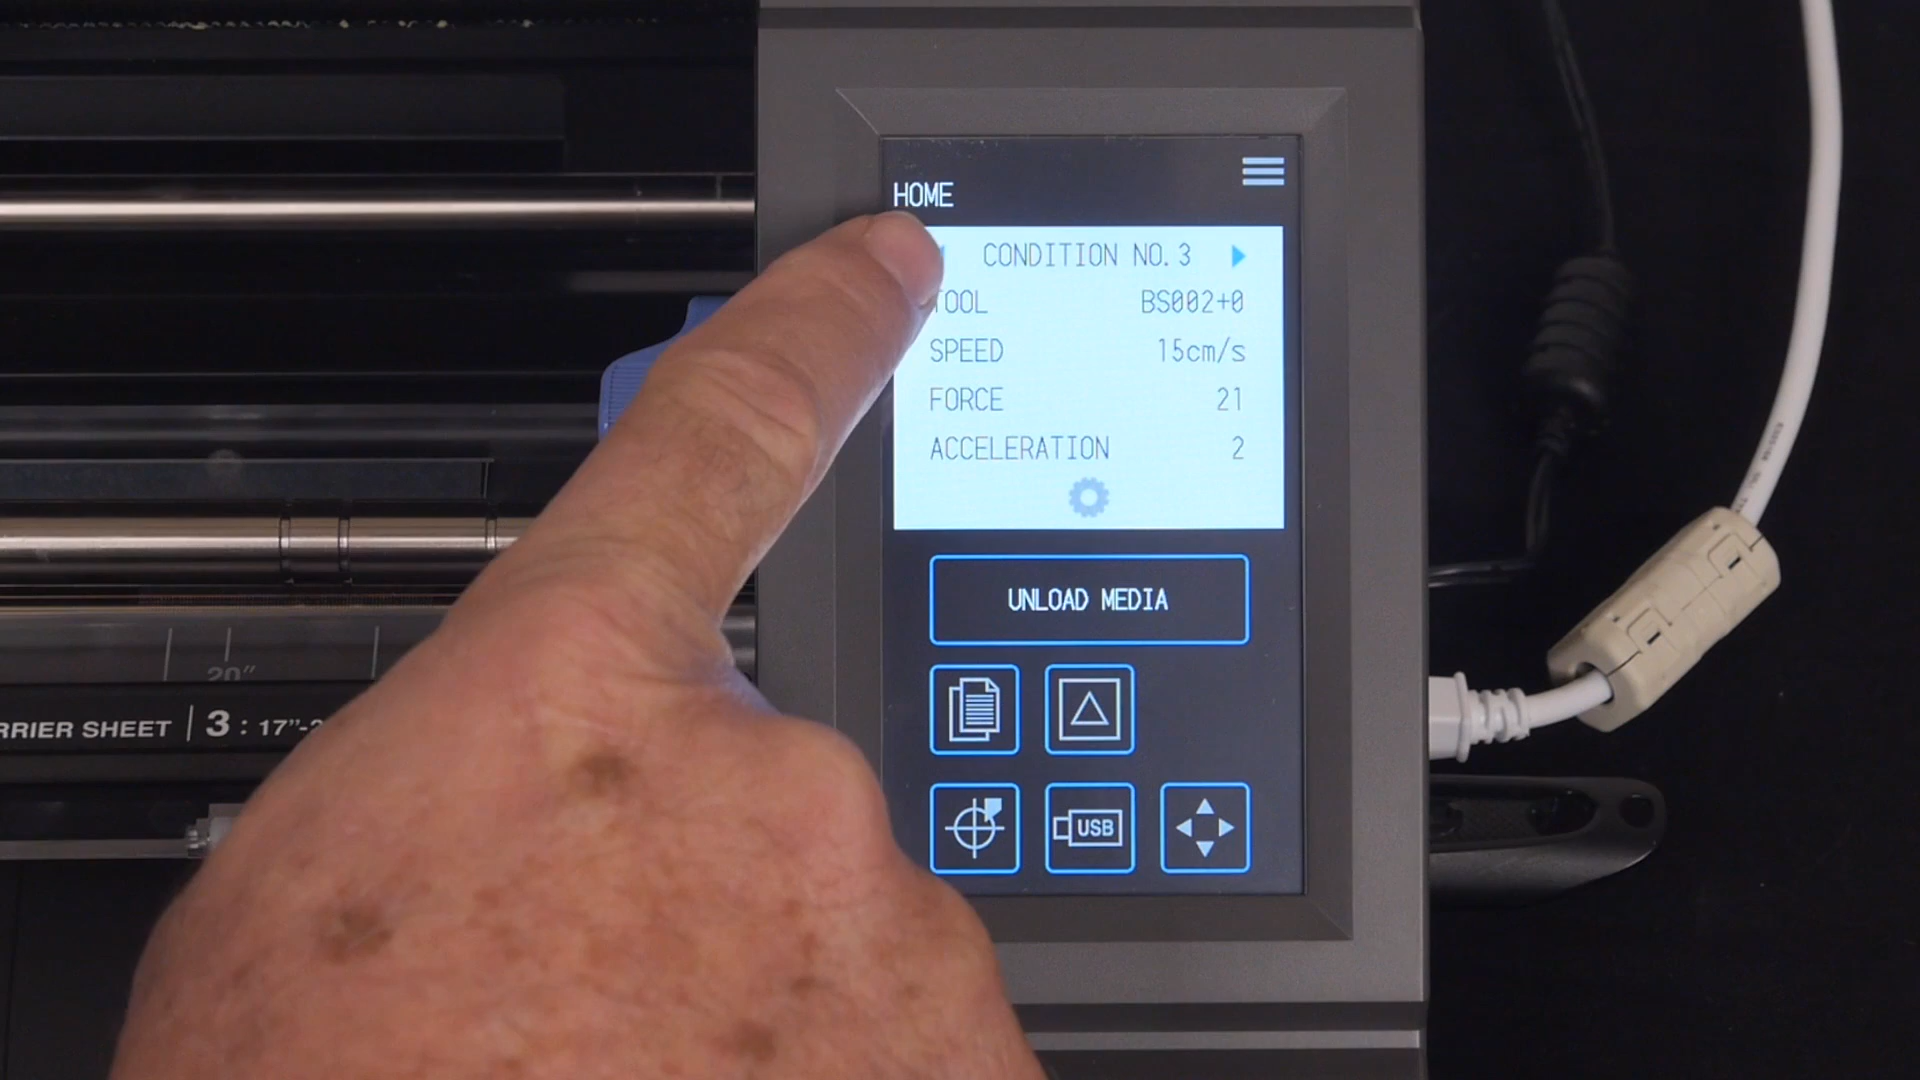 HOME
CONDITION NO. 3
TOOL BS002+0
SPEED 15cm/s
FORCE 21
ACCELERATION 2
UNLOAD MEDIA
USB
20"
SHEET 3 : 17"